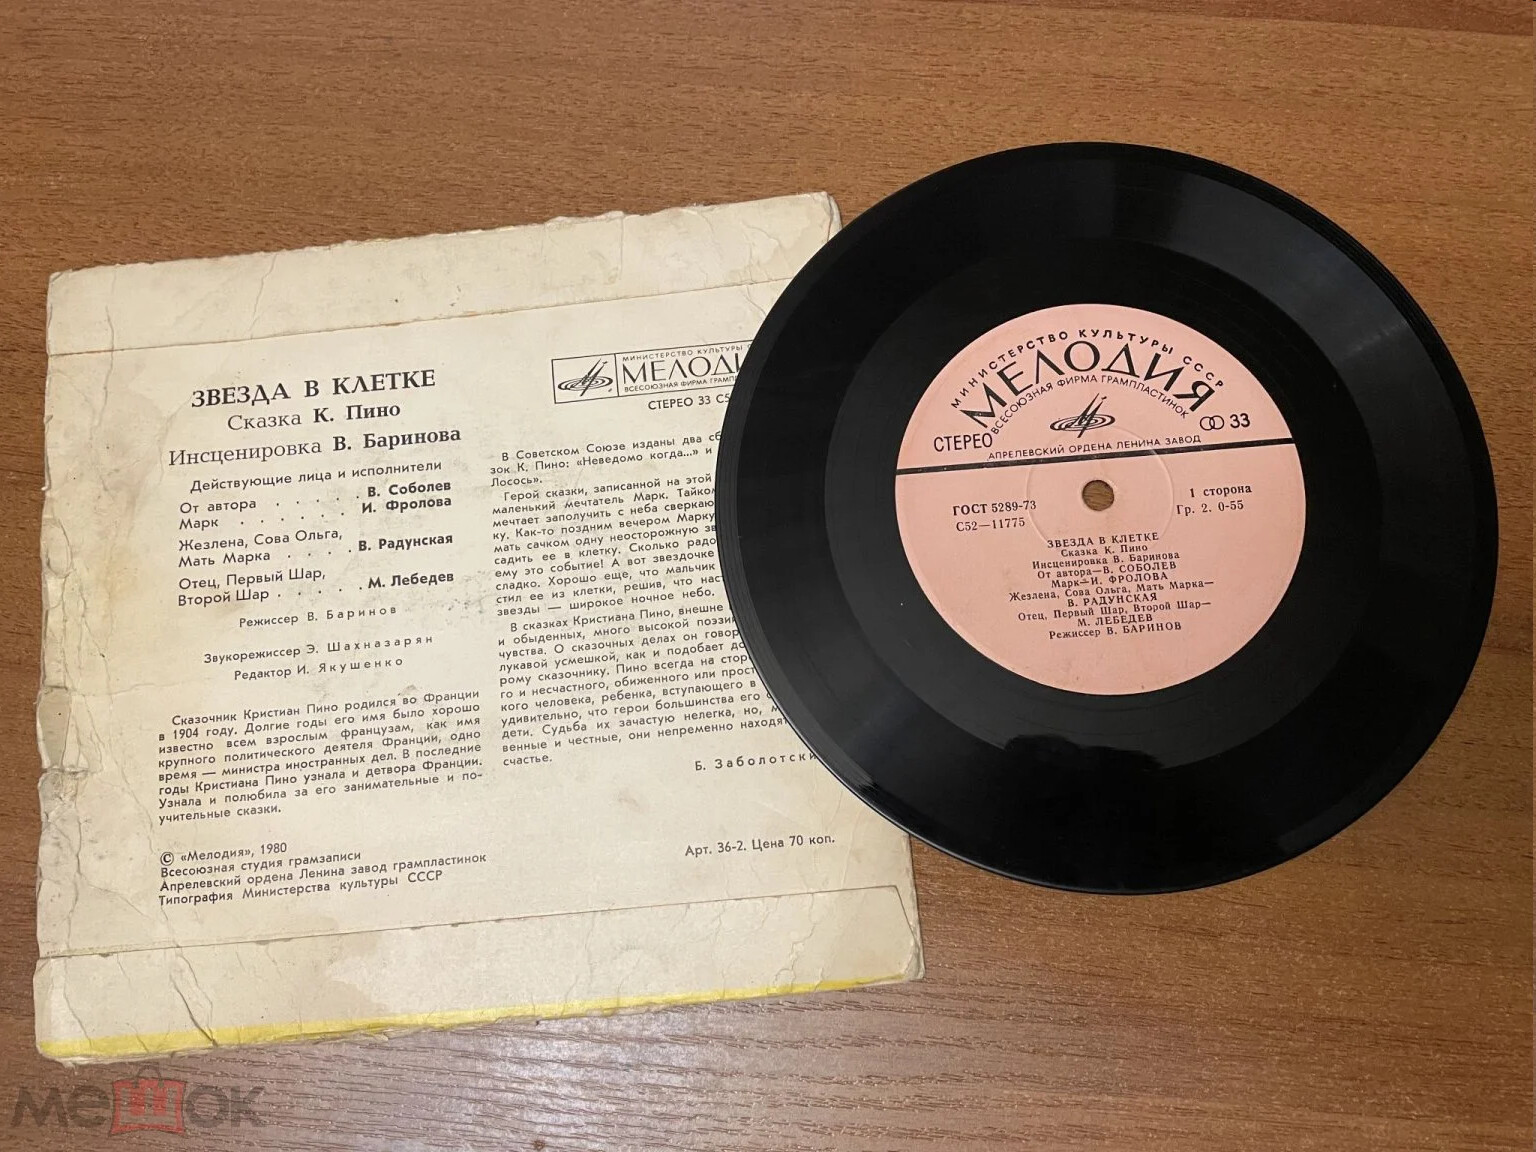 ЗВЕЗДА В КЛЕТКЕ
Сказка К. Пино
Инсценировка В. Баринова
Действующие лица и исполнители
От автора . . . . . В. Соболев
Марк . . . . . . И. Фролова
Жезлена, Сова Ольга,
Мать Марка . . . . В. Радунская
Отец, Первый Шар,
Второй Шар . . . . . М. Лебедев
Режиссер В. Баринов
Звукорежиссер Э. Шахназарян
Редактор И. Якушенко
Сказочник Кристиан Пино родился во Франции
в 1904 году. Долгие годы его имя было хорошо
известно всем взрослым французам, как имя
крупного политического деятеля Франции, одно
время — министра иностранных дел. В последние
годы Кристиана Пино узнала и детвора Франции.
Узнала и полюбила за его занимательные и по-
учительные сказки.
© «Мелодия», 1980
Всесоюзная студия грамзаписи
Апрелевский ордена Ленина завод грампластинок
Типография Министерства культуры СССР
МИНИСТЕРСТВО КУЛЬТУРЫ
МЕЛОДИ
ВСЕСОЮЗНАЯ ФИРМА ГРАМПЛ
СТЕРЕО 33 С5
В Советском Союзе изданы два сб
зок К. Пино: «Неведомо когда...» и
Лосось».
Герой сказки, записанной на этой
маленький мечтатель Марк. Тайком
мечтает заполучить с неба сверкаю
ку. Как-то поздним вечером Марку
мать сачком одну неосторожную зв
садить ее в клетку. Сколько радо
ему это событие! А вот звездочке
сладко. Хорошо еще, что мальчик
стил ее из клетки, решив, что наст
звезды — широкое ночное небо.
В сказках Кристиана Пино, внешне
и обыденных, много высокой поэзи
чувства. О сказочных делах он говор
лукавой усмешкой, как и подобает до
рому сказочнику. Пино всегда на стор
го и несчастного, обиженного или прост
кого человека, ребенка, вступающего в
удивительно, что герои большинства его с
дети. Судьба их зачастую нелегка, но, м
венные и честные, они непременно находят
счастье.
Б. Заболотски
Арт. 36-2. Цена 70 коп.
МИНИСТЕРСТВО КУЛЬТУРЫ СССР
МЕЛОДИЯ
ВСЕСОЮЗНАЯ ФИРМА ГРАМПЛАСТИНОК
СТЕРЕО 33
АПРЕЛЕВСКИЙ ОРДЕНА ЛЕНИНА ЗАВОД
ГОСТ 5289-73 1 сторона
С52—11775 Гр. 2. 0-55
ЗВЕЗДА В КЛЕТКЕ
Сказка К. Пино
Инсценировка В. Баринова
От автора—В. СОБОЛЕВ
Марк—И. ФРОЛОВА
Жезлена, Сова Ольга, Мать Марка—
В. РАДУНСКАЯ
Отец, Первый Шар, Второй Шар—
М. ЛЕБЕДЕВ
Режиссер В. БАРИНОВ
мешок